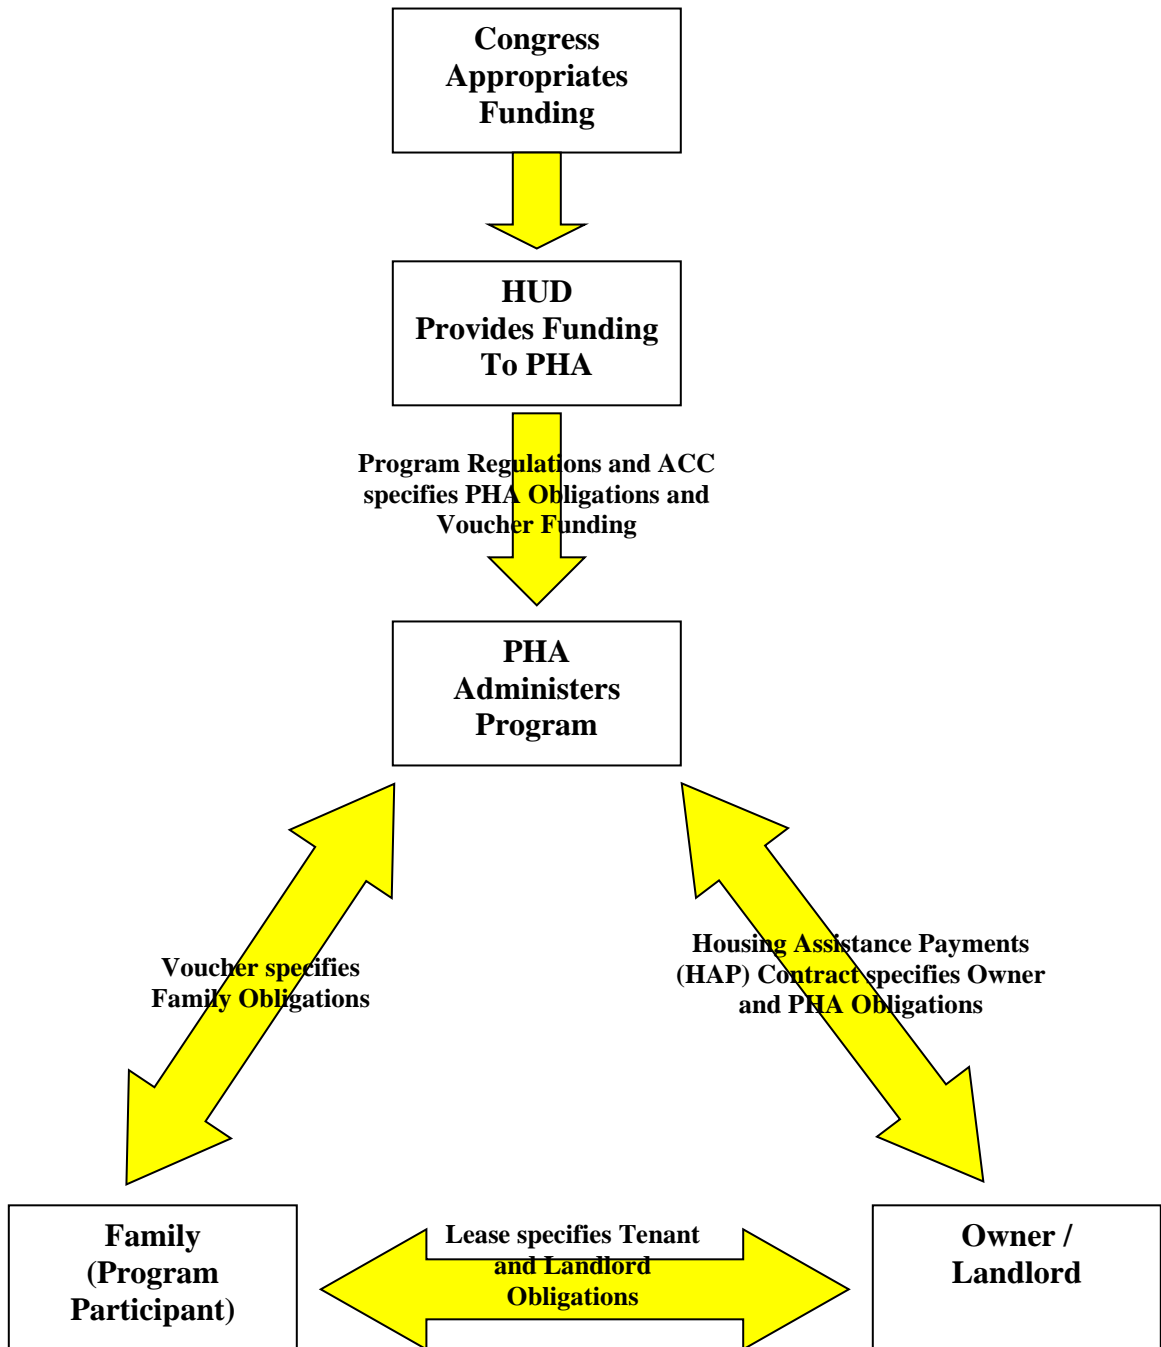 Congress
Appropriates
Funding
HUD
Provides Funding
To PHA
Program Regulations and ACC
specifies PHA Obligations and
Voucher Funding
PHA
Administers
Program
Voucher specifies
Family Obligations
Housing Assistance Payments
(HAP) Contract specifies Owner
and PHA Obligations
Family
(Program
Participant)
Lease specifies Tenant
and Landlord
Obligations
Owner /
Landlord